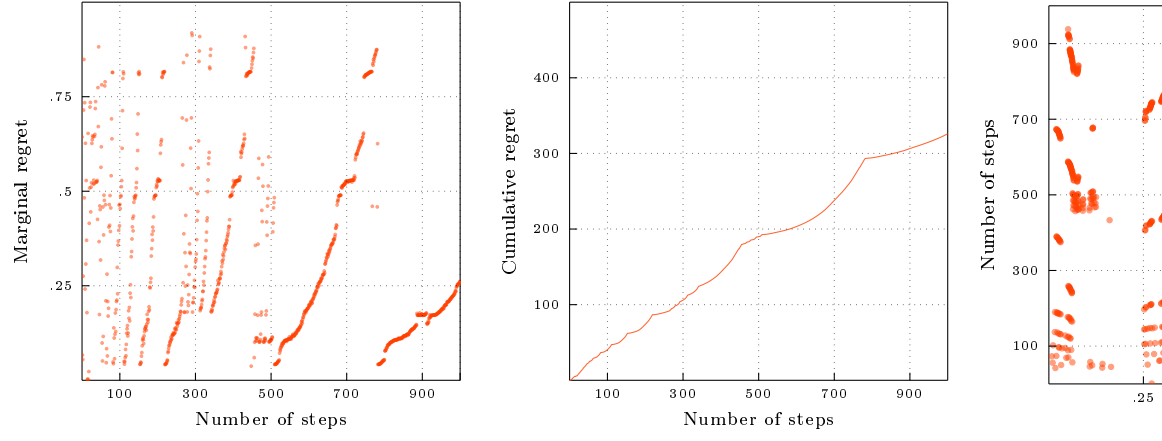 .75
.5
.25
Marginal regret
100 300 500 700 900
Number of steps
400
300
200
100
Cumulative regret
100 300 500 700 900
Number of steps
900
700
500
300
100
Number of steps
.25